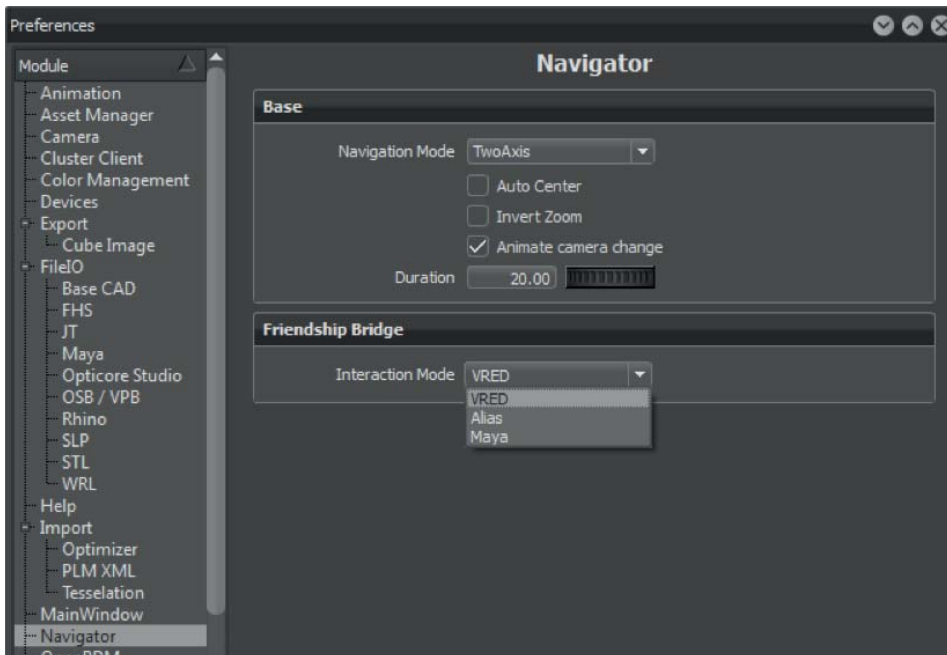 Preferences
Module
Animation
Asset Manager
Camera
Cluster Client
Color Management
Devices
Export
Cube Image
FileIO
Base CAD
FHS
JT
Maya
Opticore Studio
OSB / VPB
Rhino
SLP
STL
WRL
Help
Import
Optimizer
PLM XML
Tesselation
MainWindow
Navigator
Navigator
Base
Navigation Mode TwoAxis
Auto Center
Invert Zoom
Animate camera change
Duration 20.00
Friendship Bridge
Interaction Mode VRED
VRED
Alias
Maya